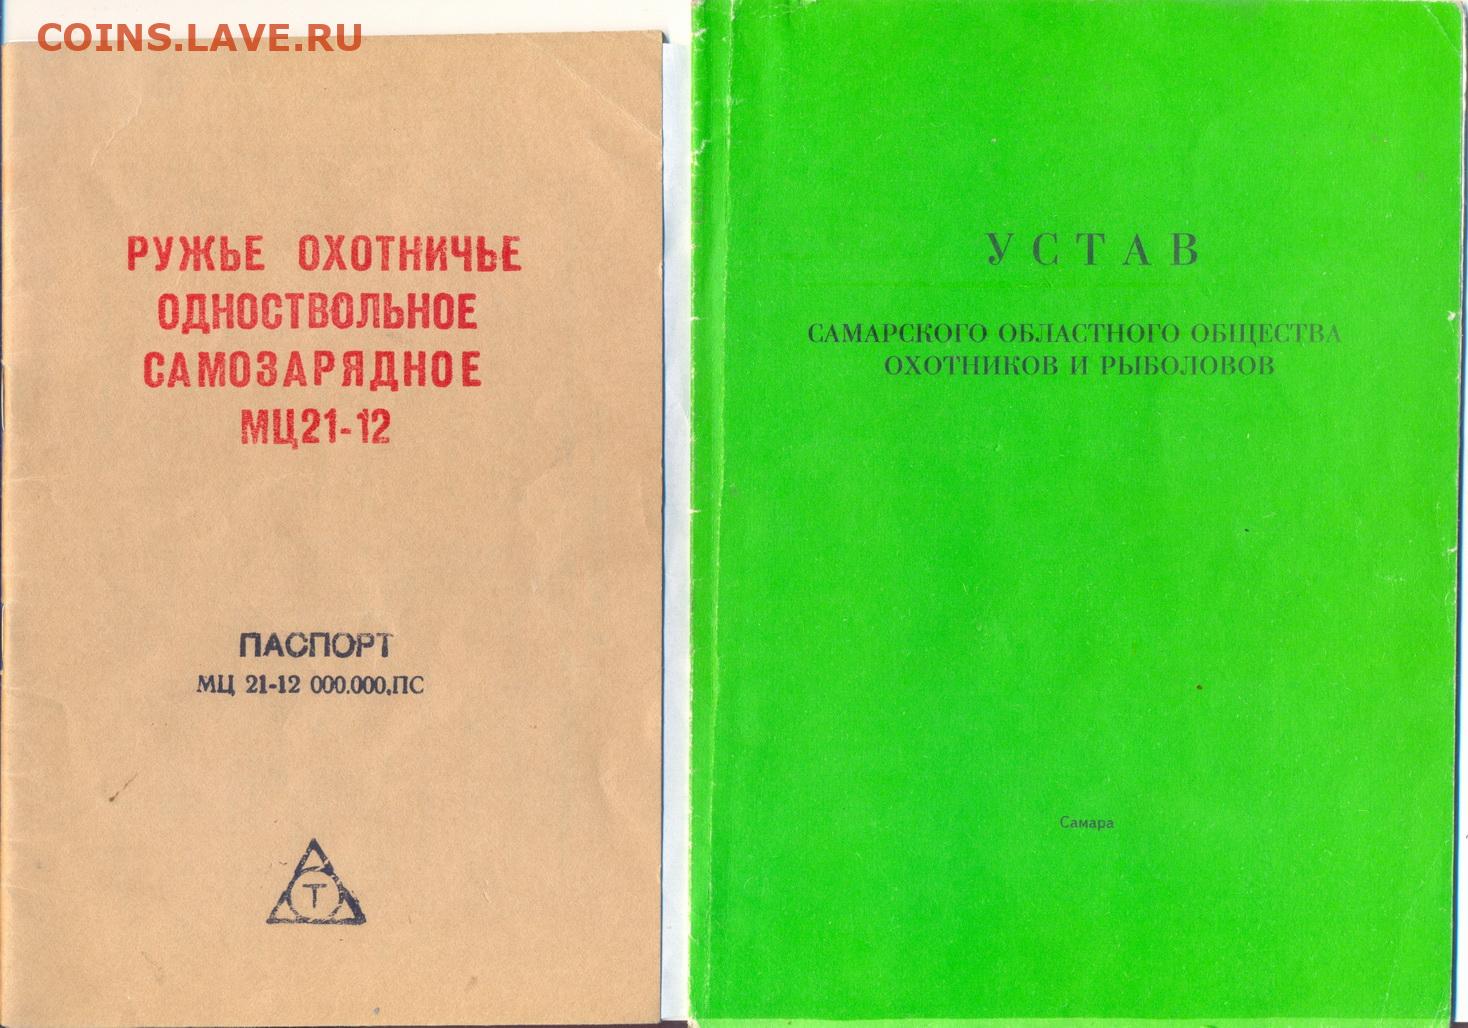 COINS.LAVE.RU
РУЖЬЕ ОХОТНИЧЬЕ
ОДНОСТВОЛЬНОЕ
САМОЗАРЯДНОЕ
МЦ21-12
ПАСПОРТ
МЦ 21-12 000.000.ПС
Т
УСТАВ
САМАРСКОГО ОБЛАСТНОГО ОБЩЕСТВА
ОХОТНИКОВ И РЫБОЛОВОВ
Самара